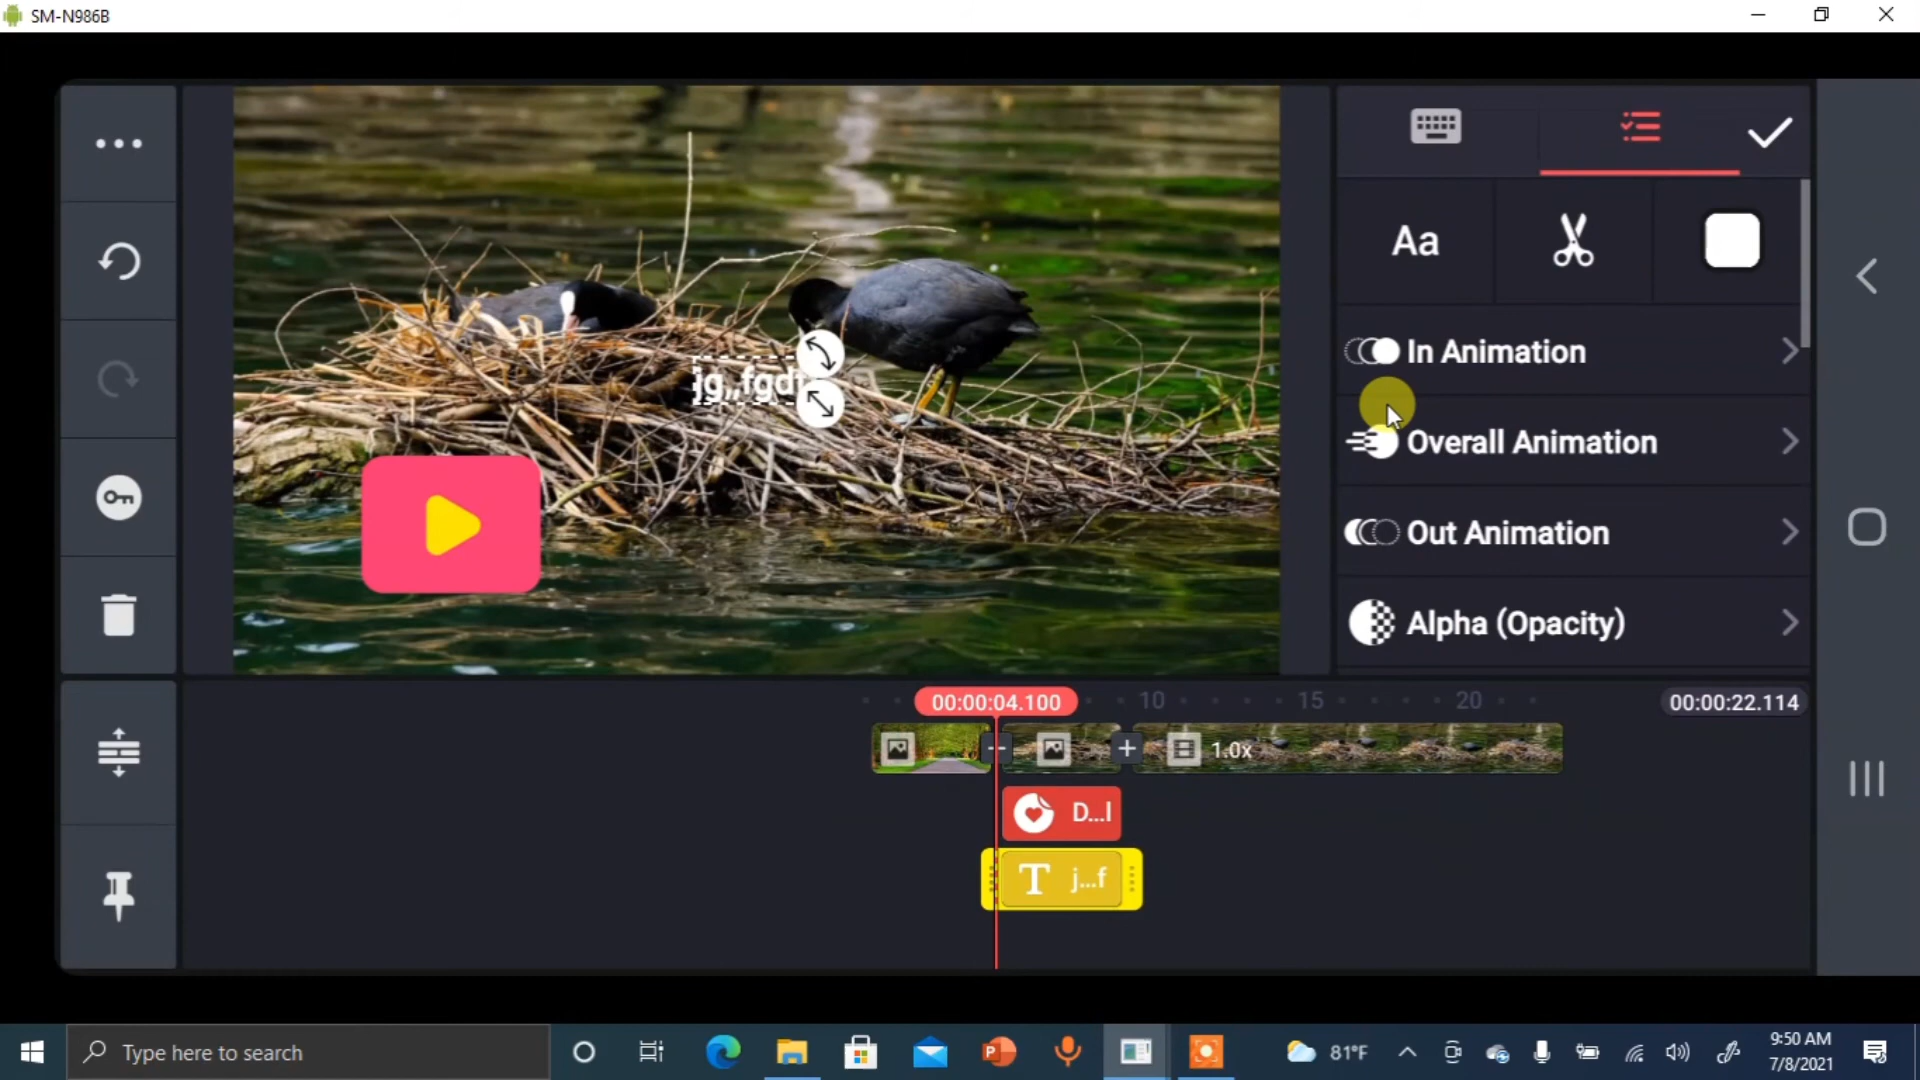 SM-N986B
Aa
In Animation
jg,,fgdf
Overall Animation
Out Animation
Alpha (Opacity)
00:00:04.100
10
15
20
00:00:22.114
1.0x
D...l
T j...f
Type here to search
81°F
9:50 AM
7/8/2021